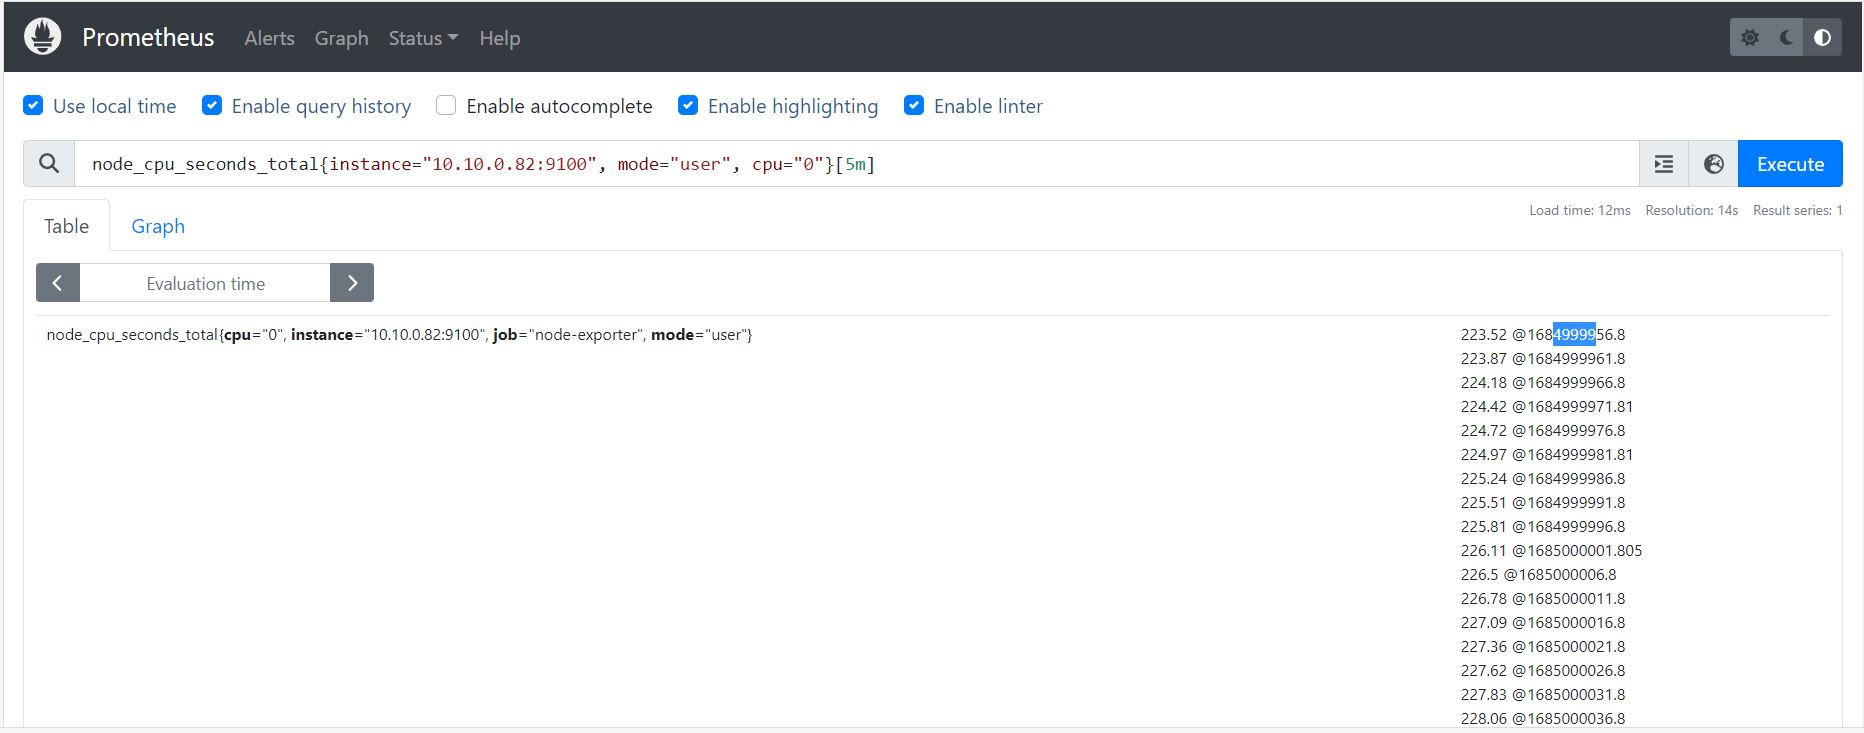 Prometheus Alerts Graph Status Help
Use local time Enable query history Enable autocomplete Enable highlighting Enable linter
node_cpu_seconds_total{instance="10.10.0.82:9100", mode="user", cpu="0"}[5m] Execute
Load time: 12ms Resolution: 14s Result series: 1
Table Graph
Evaluation time
node_cpu_seconds_total{cpu="0", instance="10.10.0.82:9100", job="node-exporter", mode="user"} 223.52 @1684999956.8
223.87 @1684999961.8
224.18 @1684999966.8
224.42 @1684999971.81
224.72 @1684999976.8
224.97 @1684999981.81
225.24 @1684999986.8
225.51 @1684999991.8
225.81 @1684999996.8
226.11 @1685000001.805
226.5 @1685000006.8
226.78 @1685000011.8
227.09 @1685000016.8
227.36 @1685000021.8
227.62 @1685000026.8
227.83 @1685000031.8
228.06 @1685000036.8